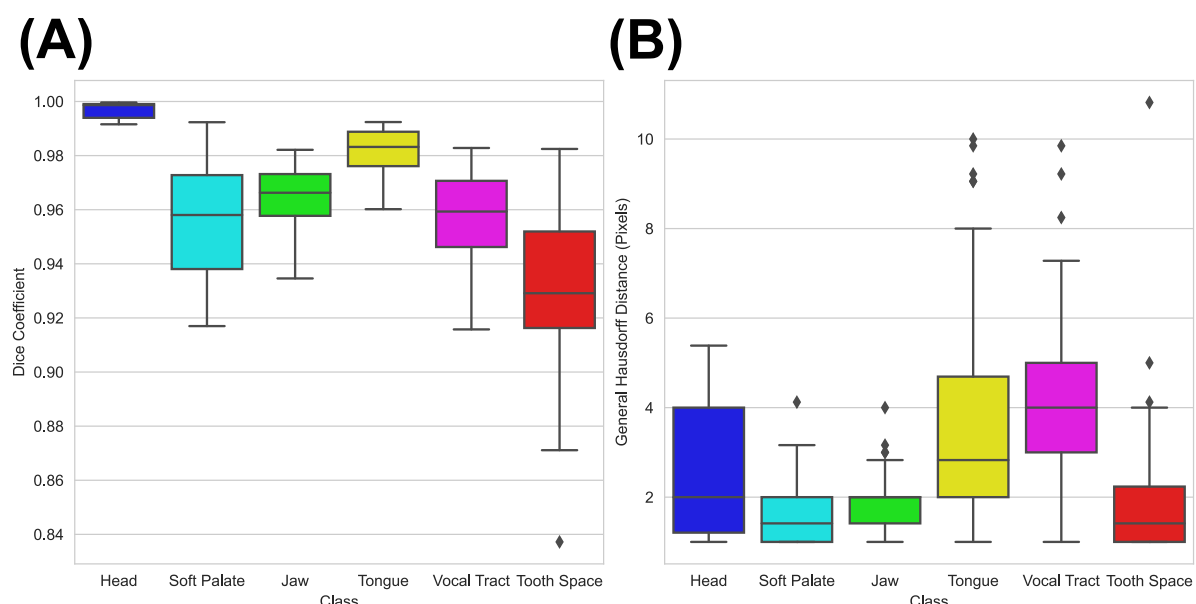 (A)
Dice Coefficient
1.00
0.98
0.96
0.94
0.92
0.90
0.88
0.86
0.84
Head Soft Palate Jaw Tongue Vocal Tract Tooth Space
Class
(B)
General Hausdorff Distance (Pixels)
10
8
6
4
2
Head Soft Palate Jaw Tongue Vocal Tract Tooth Space
Class